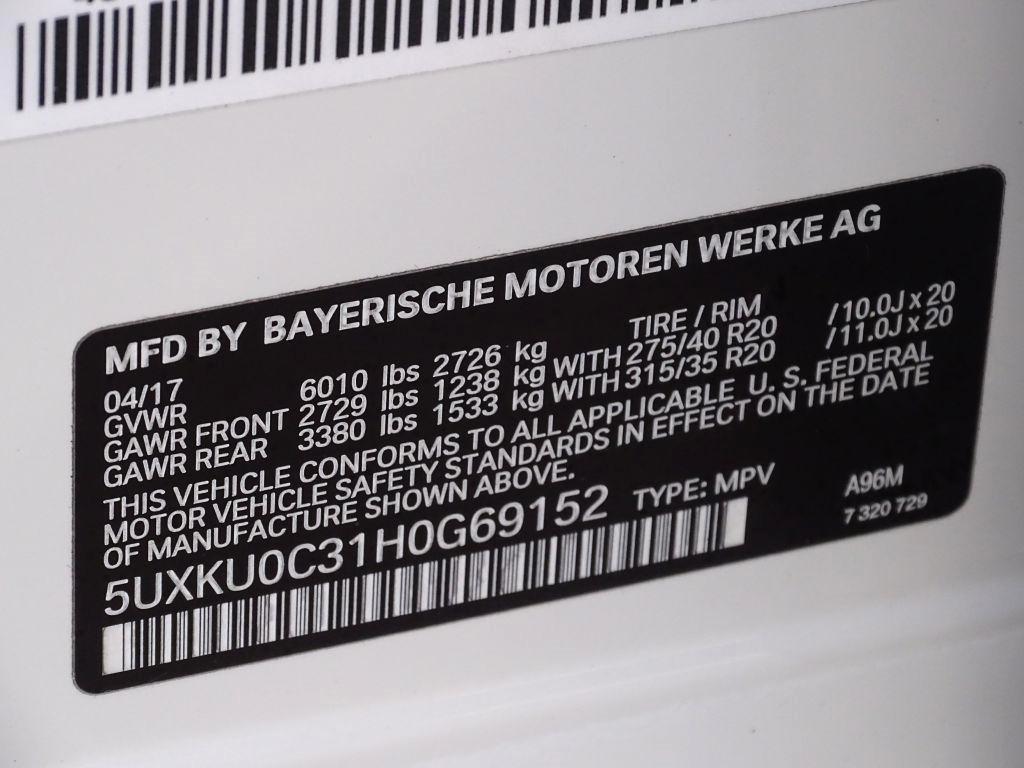 MFD BY BAYERISCHE MOTOREN WERKE AG
04/17 TIRE / RIM
GVWR 6010 lbs 2726 kg
GAWR FRONT 2729 lbs 1238 kg WITH 275/40 R20 /10.0J x 20
GAWR REAR 3380 lbs 1533 kg WITH 315/35 R20 /11.0J x 20
THIS VEHICLE CONFORMS TO ALL APPLICABLE U. S. FEDERAL
MOTOR VEHICLE SAFETY STANDARDS IN EFFECT ON THE DATE
OF MANUFACTURE SHOWN ABOVE.
5UXKU0C31H0G69152 TYPE: MPV A96M
7 320 729